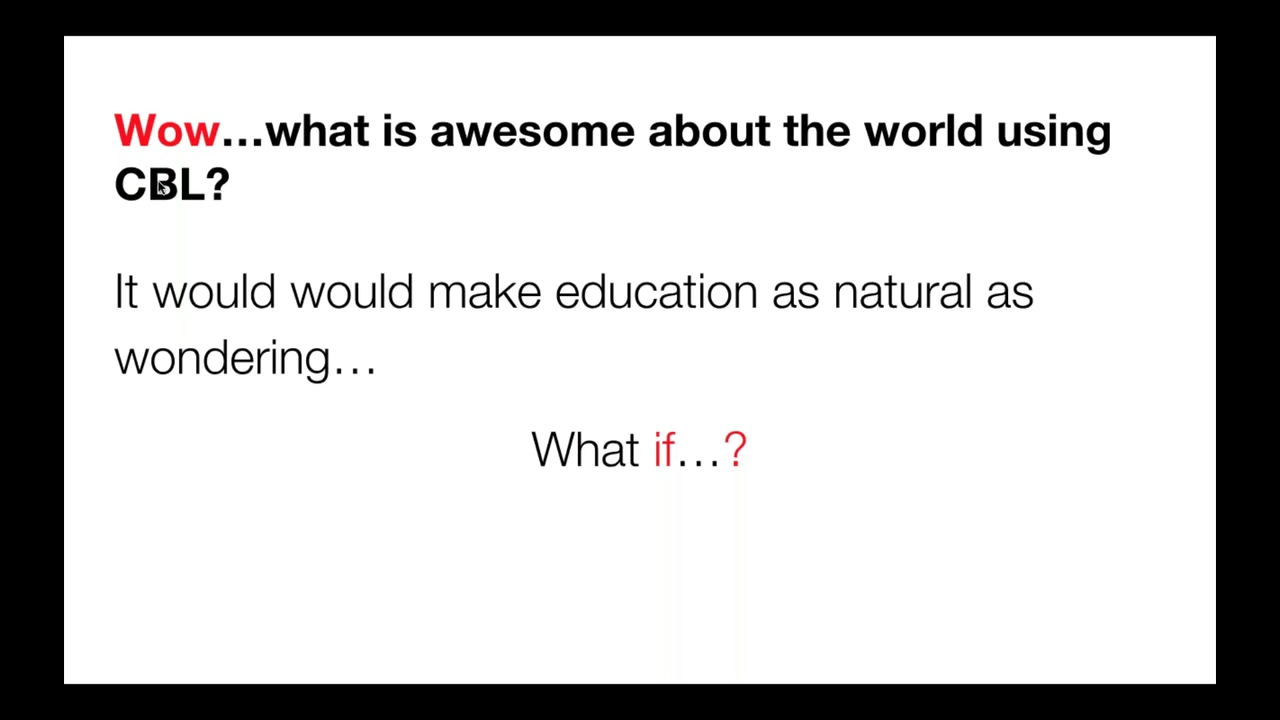 Wow…what is awesome about the world using
CBL?
It would would make education as natural as
wondering…
What if…?